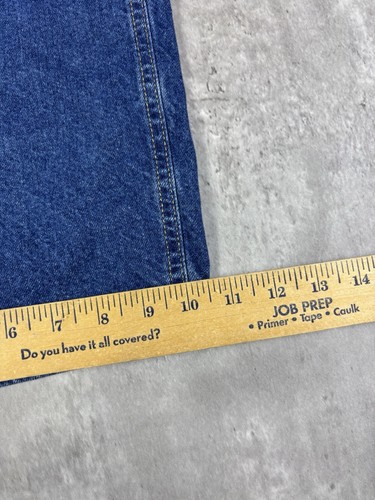 6 7 8 9 10 11 12 13 14
Do you have it all covered?
JOB PREP
• Primer • Tape • Caulk